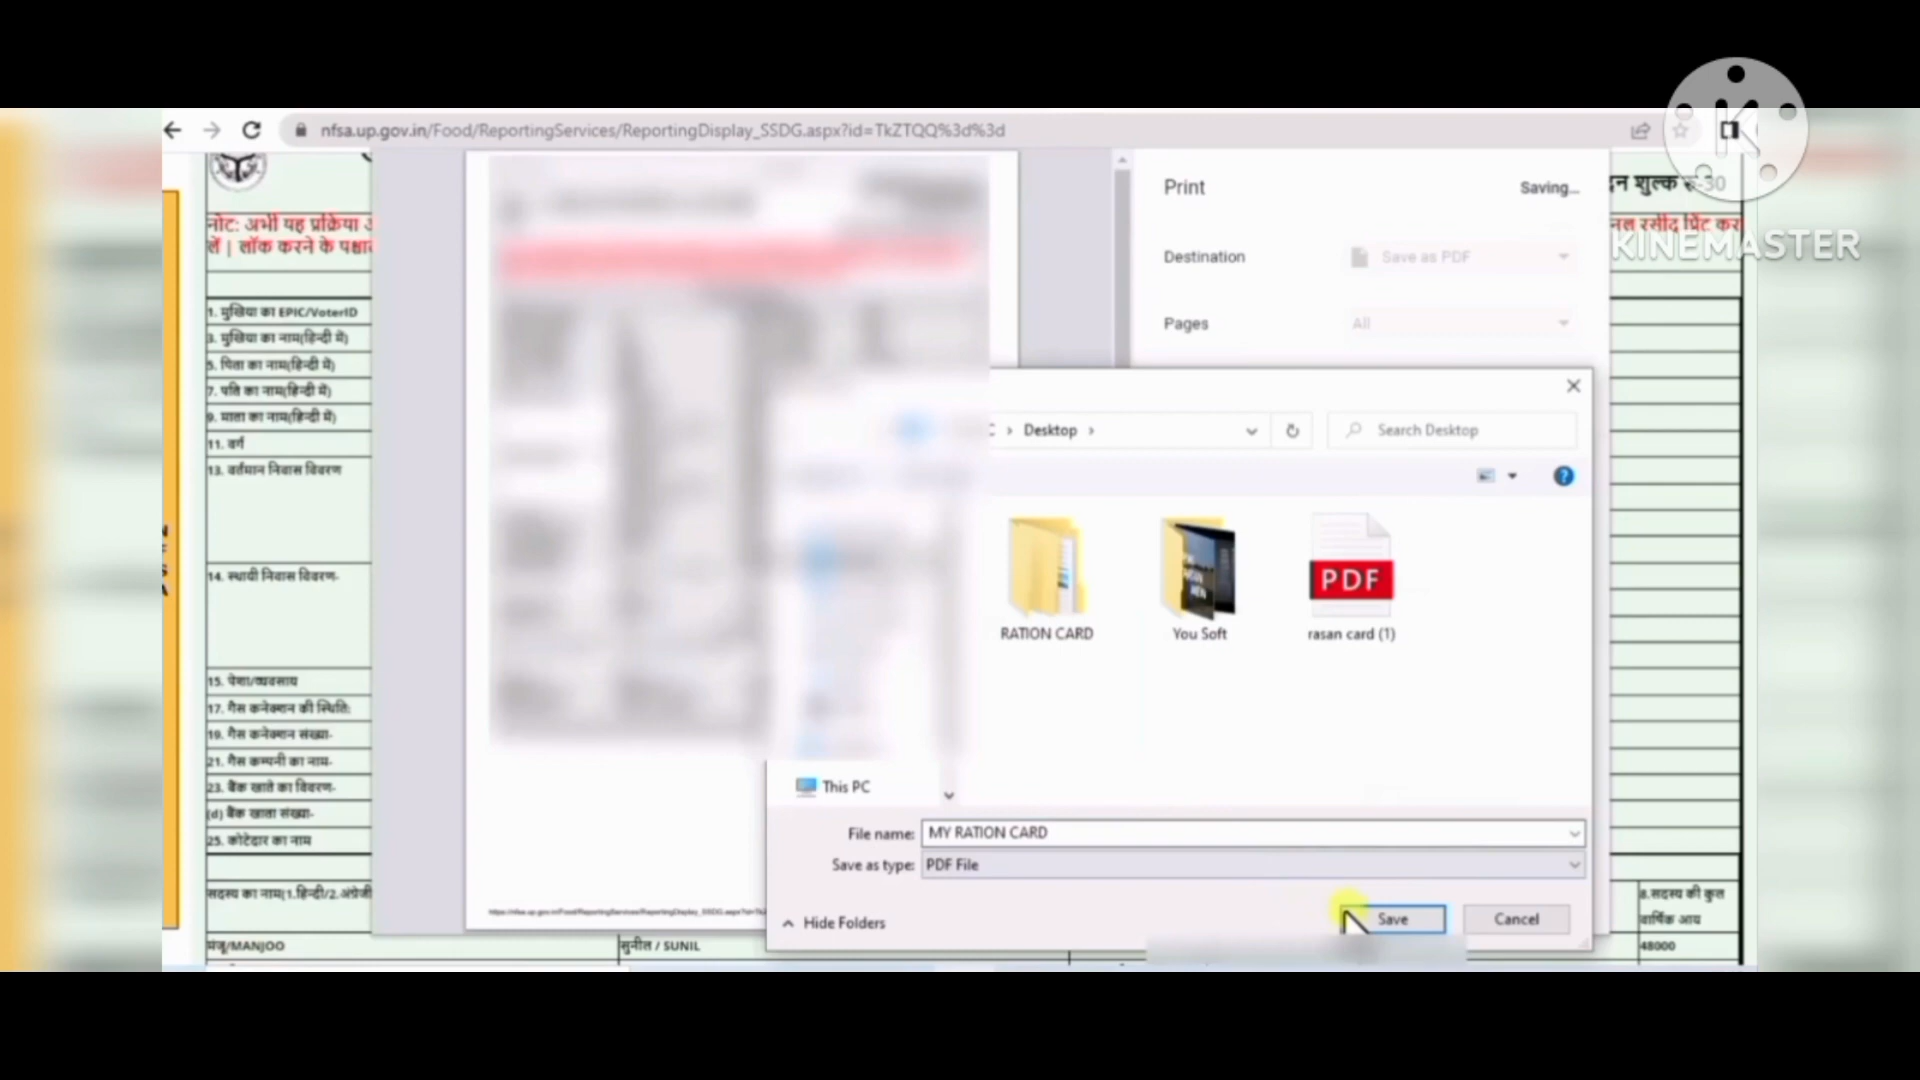 nfsa.up.gov.in/Food/ReportingServices/ReportingDisplay_SSDG.aspx?id=TkZTQQ%3d%3d
KINEMASTER
Print
Saving...
शुल्क रु-30
नोट: अभी यह प्रक्रिया
लें | लॉक करने के पश्चात
रसीद प्रिंट कर
Destination
Save as PDF
Pages
All
1. मुखिया का EPIC/VoterID
3. मुखिया का नाम(हिन्दी में)
5. पिता का नाम(हिन्दी में)
7. पति का नाम(हिन्दी में)
9. माता का नाम(हिन्दी में)
11. वर्ग
13. वर्तमान निवास विवरण
14. स्थायी निवास विवरण-
15. पेशा/व्यवसाय
17. गैस कनेक्शन की स्थिति:
19. गैस कनेक्शन संख्या-
21. गैस कम्पनी का नाम-
23. बैंक खाते का विवरण-
(d) बैंक खाता संख्या-
25. कोटेदार का नाम
सदस्य का नाम(1.हिन्दी/2.अंग्रेजी
मंजू/MANJOO
सुनील / SUNIL
8.सदस्य की कुल
वार्षिक आय
48000
Desktop
Search Desktop
RATION CARD
You Soft
PDF
rasan card (1)
This PC
File name: MY RATION CARD
Save as type: PDF File
Hide Folders
Save
Cancel